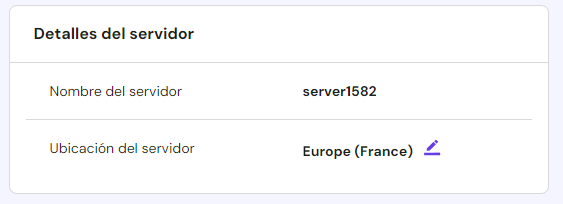 Detalles del servidor
Nombre del servidor server1582
Ubicación del servidor Europe (France)